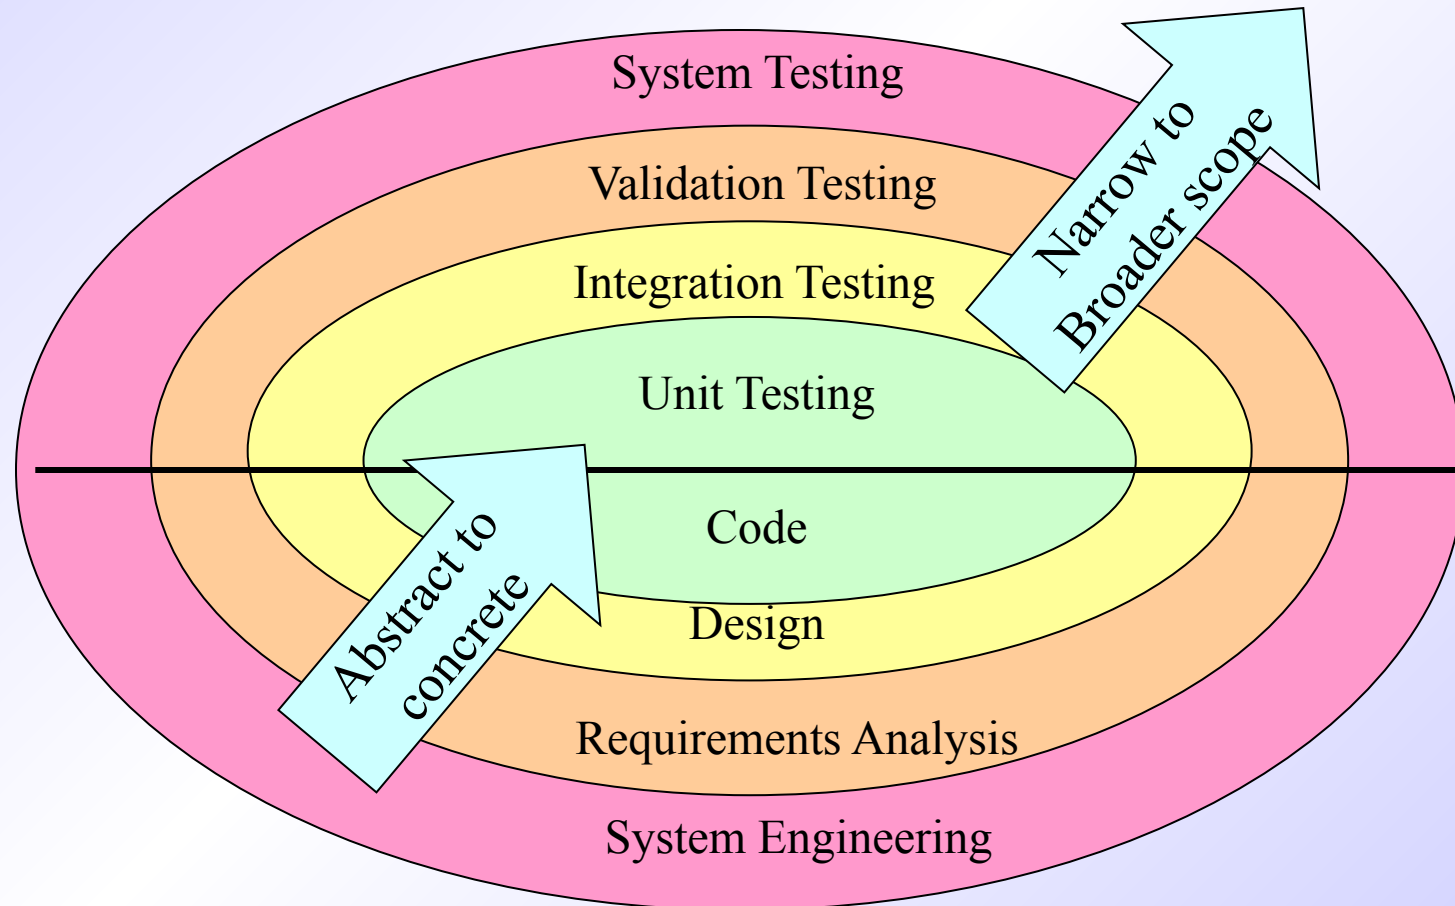 System Testing
Validation Testing
Narrow to
Broader scope
Integration Testing
Unit Testing
Abstract to
concrete
Code
Design
Requirements Analysis
System Engineering